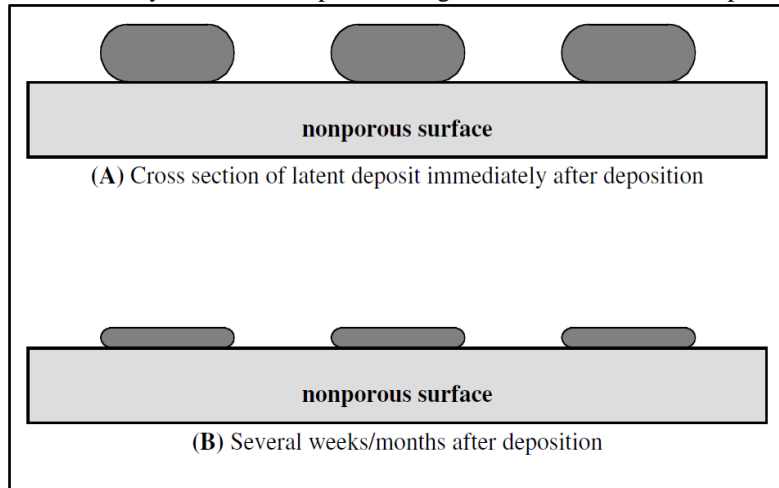 nonporous surface
(A) Cross section of latent deposit immediately after deposition
nonporous surface
(B) Several weeks/months after deposition